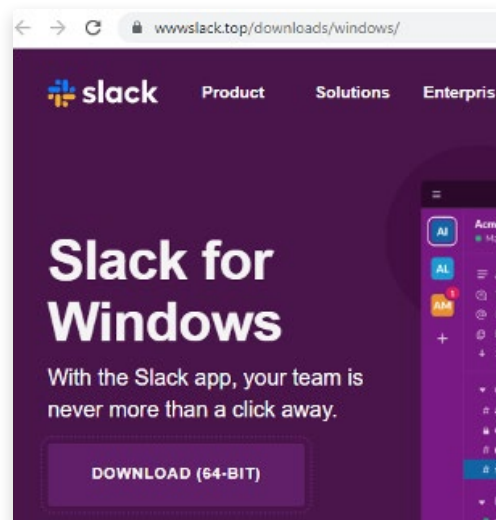 wwwslack.top/downloads/windows/
slack Product Solutions Enterpris
AI Acm
AL
AM 1
Slack for
Windows
With the Slack app, your team is
never more than a click away.
DOWNLOAD (64-BIT)